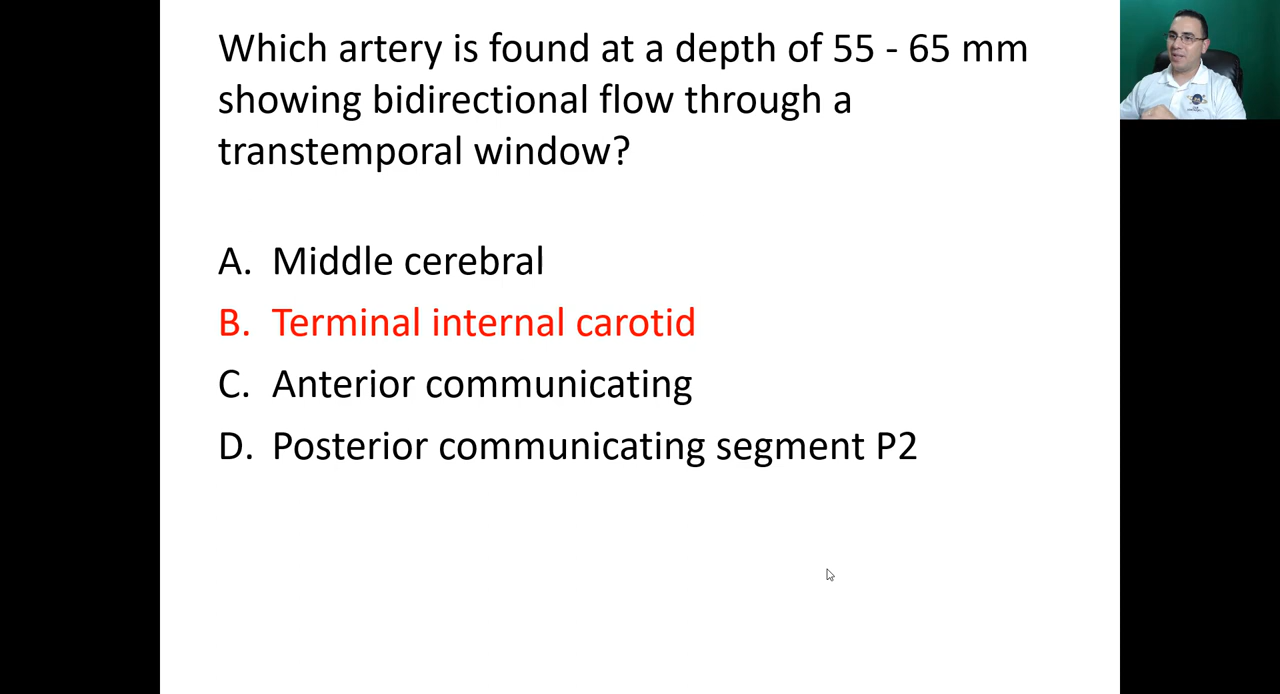 Which artery is found at a depth of 55 - 65 mm
showing bidirectional flow through a
transtemporal window?
A. Middle cerebral
B. Terminal internal carotid
C. Anterior communicating
D. Posterior communicating segment P2